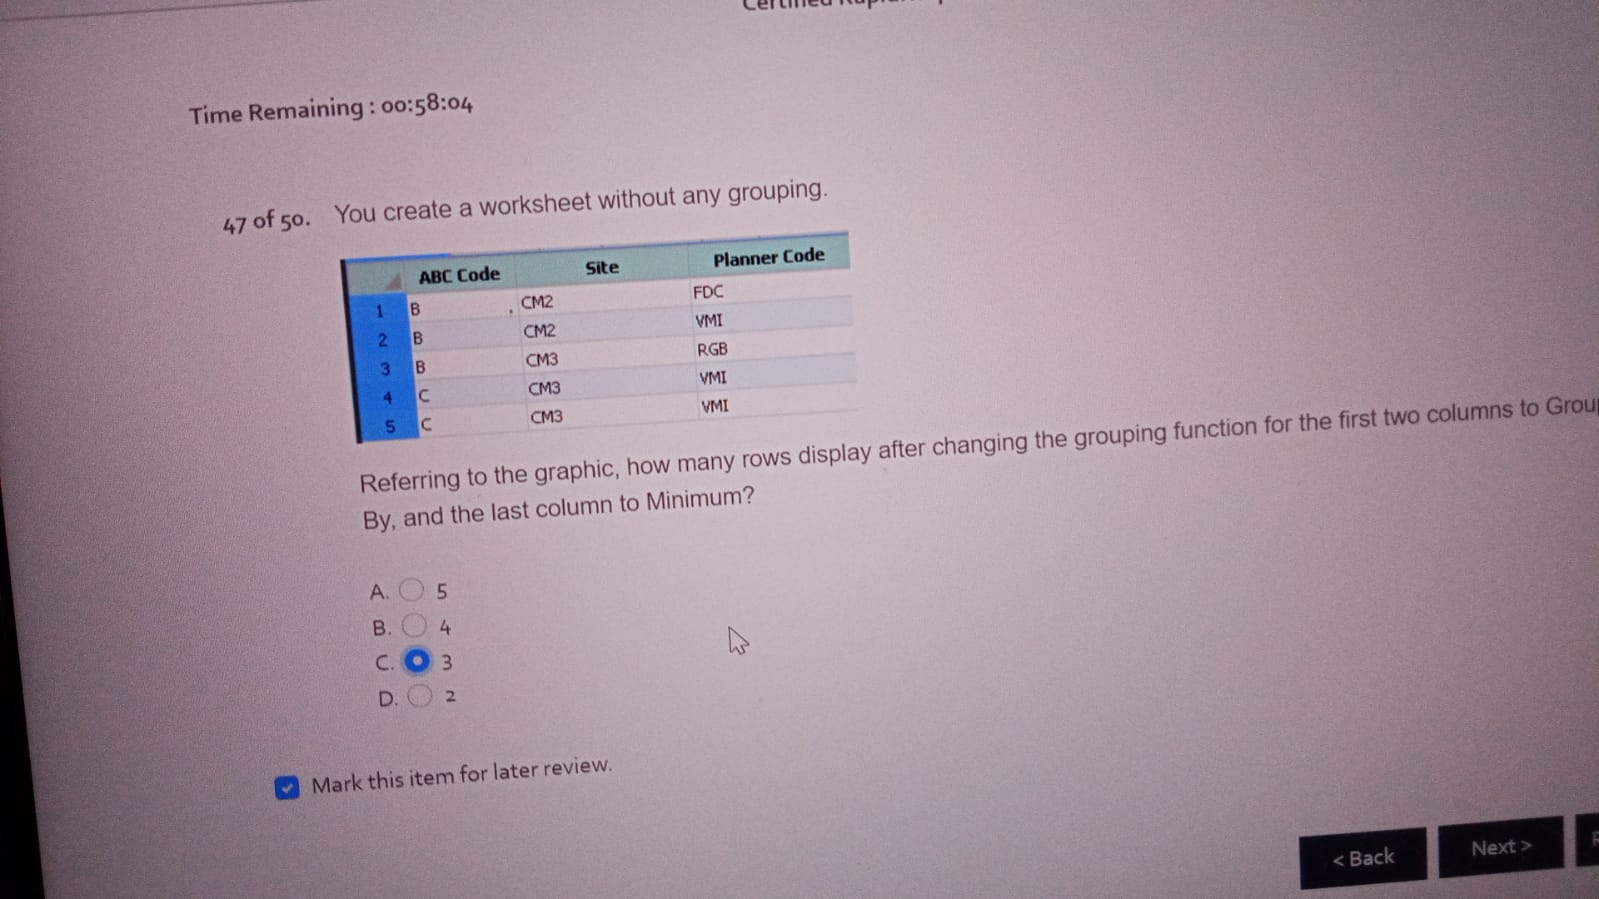 Time Remaining : 00:58:04
47 of 50. You create a worksheet without any grouping.
ABC Code Site Planner Code
1 B CM2 FDC
2 B CM2 VMI
3 B CM3 RGB
4 C CM3 VMI
5 C CM3 VMI
Referring to the graphic, how many rows display after changing the grouping function for the first two columns to
By, and the last column to Minimum?
A. 5
B. 4
C. 3
D. 2
Mark this item for later review.
< Back Next >